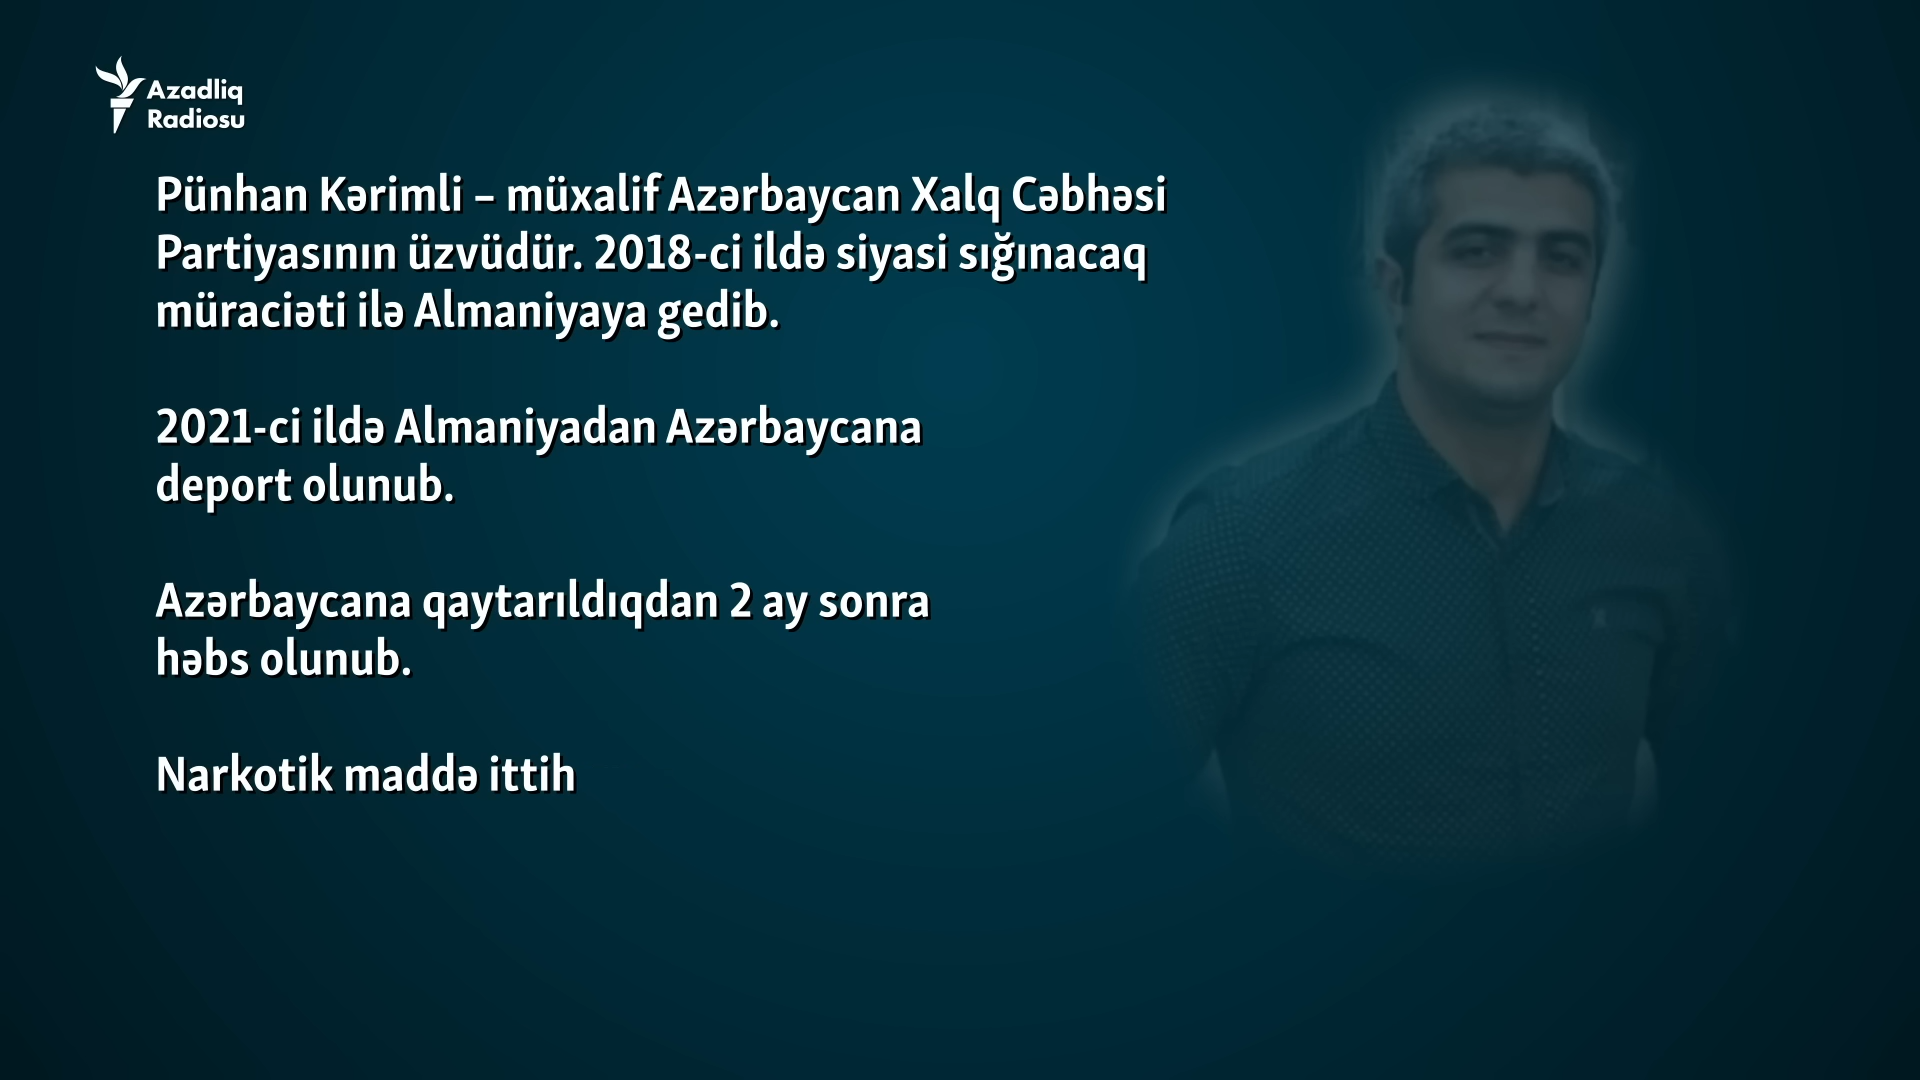 Azadliq
Radiosu
Pünhan Kərimli – müxalif Azərbaycan Xalq Cəbhəsi
Partiyasının üzvüdür. 2018-ci ildə siyasi sığınacaq
müraciəti ilə Almaniyaya gedib.
2021-ci ildə Almaniyadan Azərbaycana
deport olunub.
Azərbaycana qaytarıldıqdan 2 ay sonra
həbs olunub.
Narkotik maddə ittih